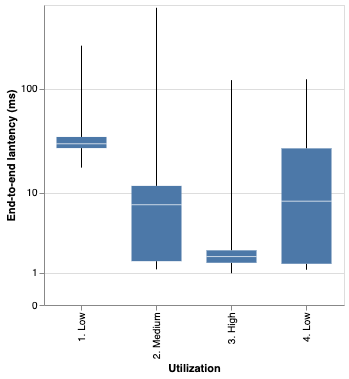 End-to-end lantency (ms)
100
10
1
0
1. Low
2. Medium
3. High
4. Low
Utilization